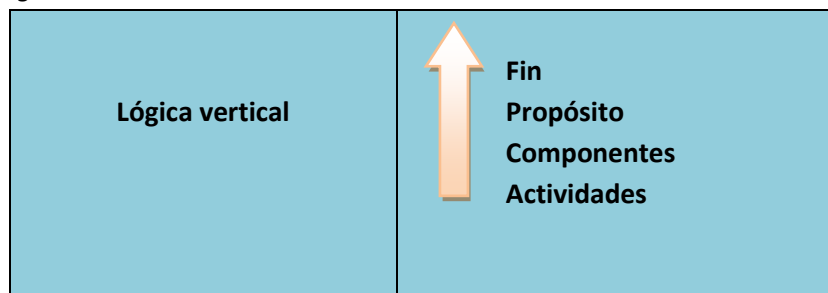 Lógica vertical
Fin
Propósito
Componentes
Actividades